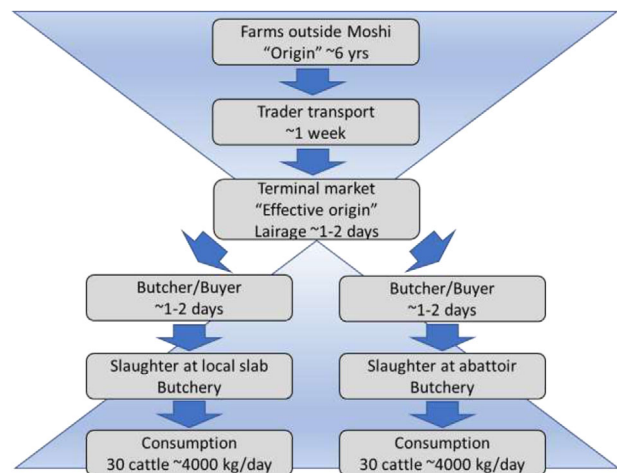 Farms outside Moshi
“Origin” ~6 yrs
Trader transport
~1 week
Terminal market
“Effective origin”
Lairage ~1-2 days
Butcher/Buyer
~1-2 days
Butcher/Buyer
~1-2 days
Slaughter at local slab
Butchery
Slaughter at abattoir
Butchery
Consumption
30 cattle ~4000 kg/day
Consumption
30 cattle ~4000 kg/day